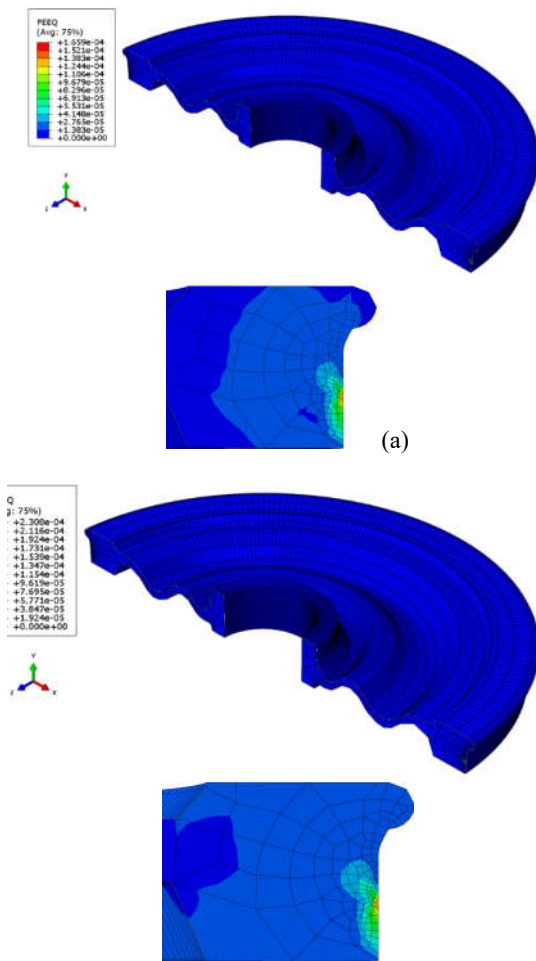 PEEQ
(Avg: 75%)
+1.659e-04
+1.521e-04
+1.383e-04
+1.244e-04
+1.106e-04
+9.679e-05
+8.296e-05
+6.913e-05
+5.531e-05
+4.148e-05
+2.765e-05
+1.383e-05
+0.000e+00
Y
Z X
(a)
Q
g: 75%)
+2.308e-04
+2.116e-04
+1.924e-04
+1.731e-04
+1.539e-04
+1.347e-04
+1.154e-04
+9.619e-05
+7.695e-05
+5.771e-05
+3.847e-05
+1.924e-05
+0.000e+00
Y
Z X